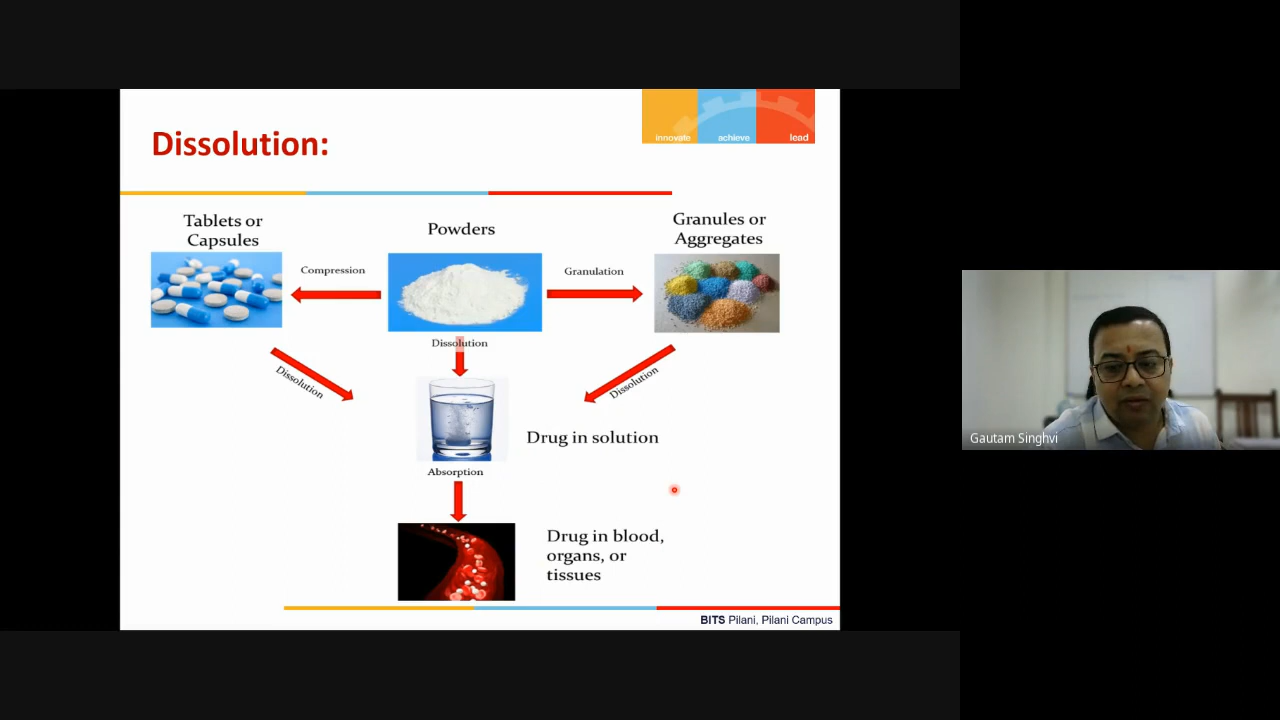 innovate achieve lead
Dissolution:
Tablets or
Capsules
Powders
Granules or
Aggregates
Compression
Granulation
Dissolution
Dissolution
Dissolution
Drug in solution
Absorption
Drug in blood,
organs, or
tissues
BITS Pilani, Pilani Campus
Gautam Singhvi